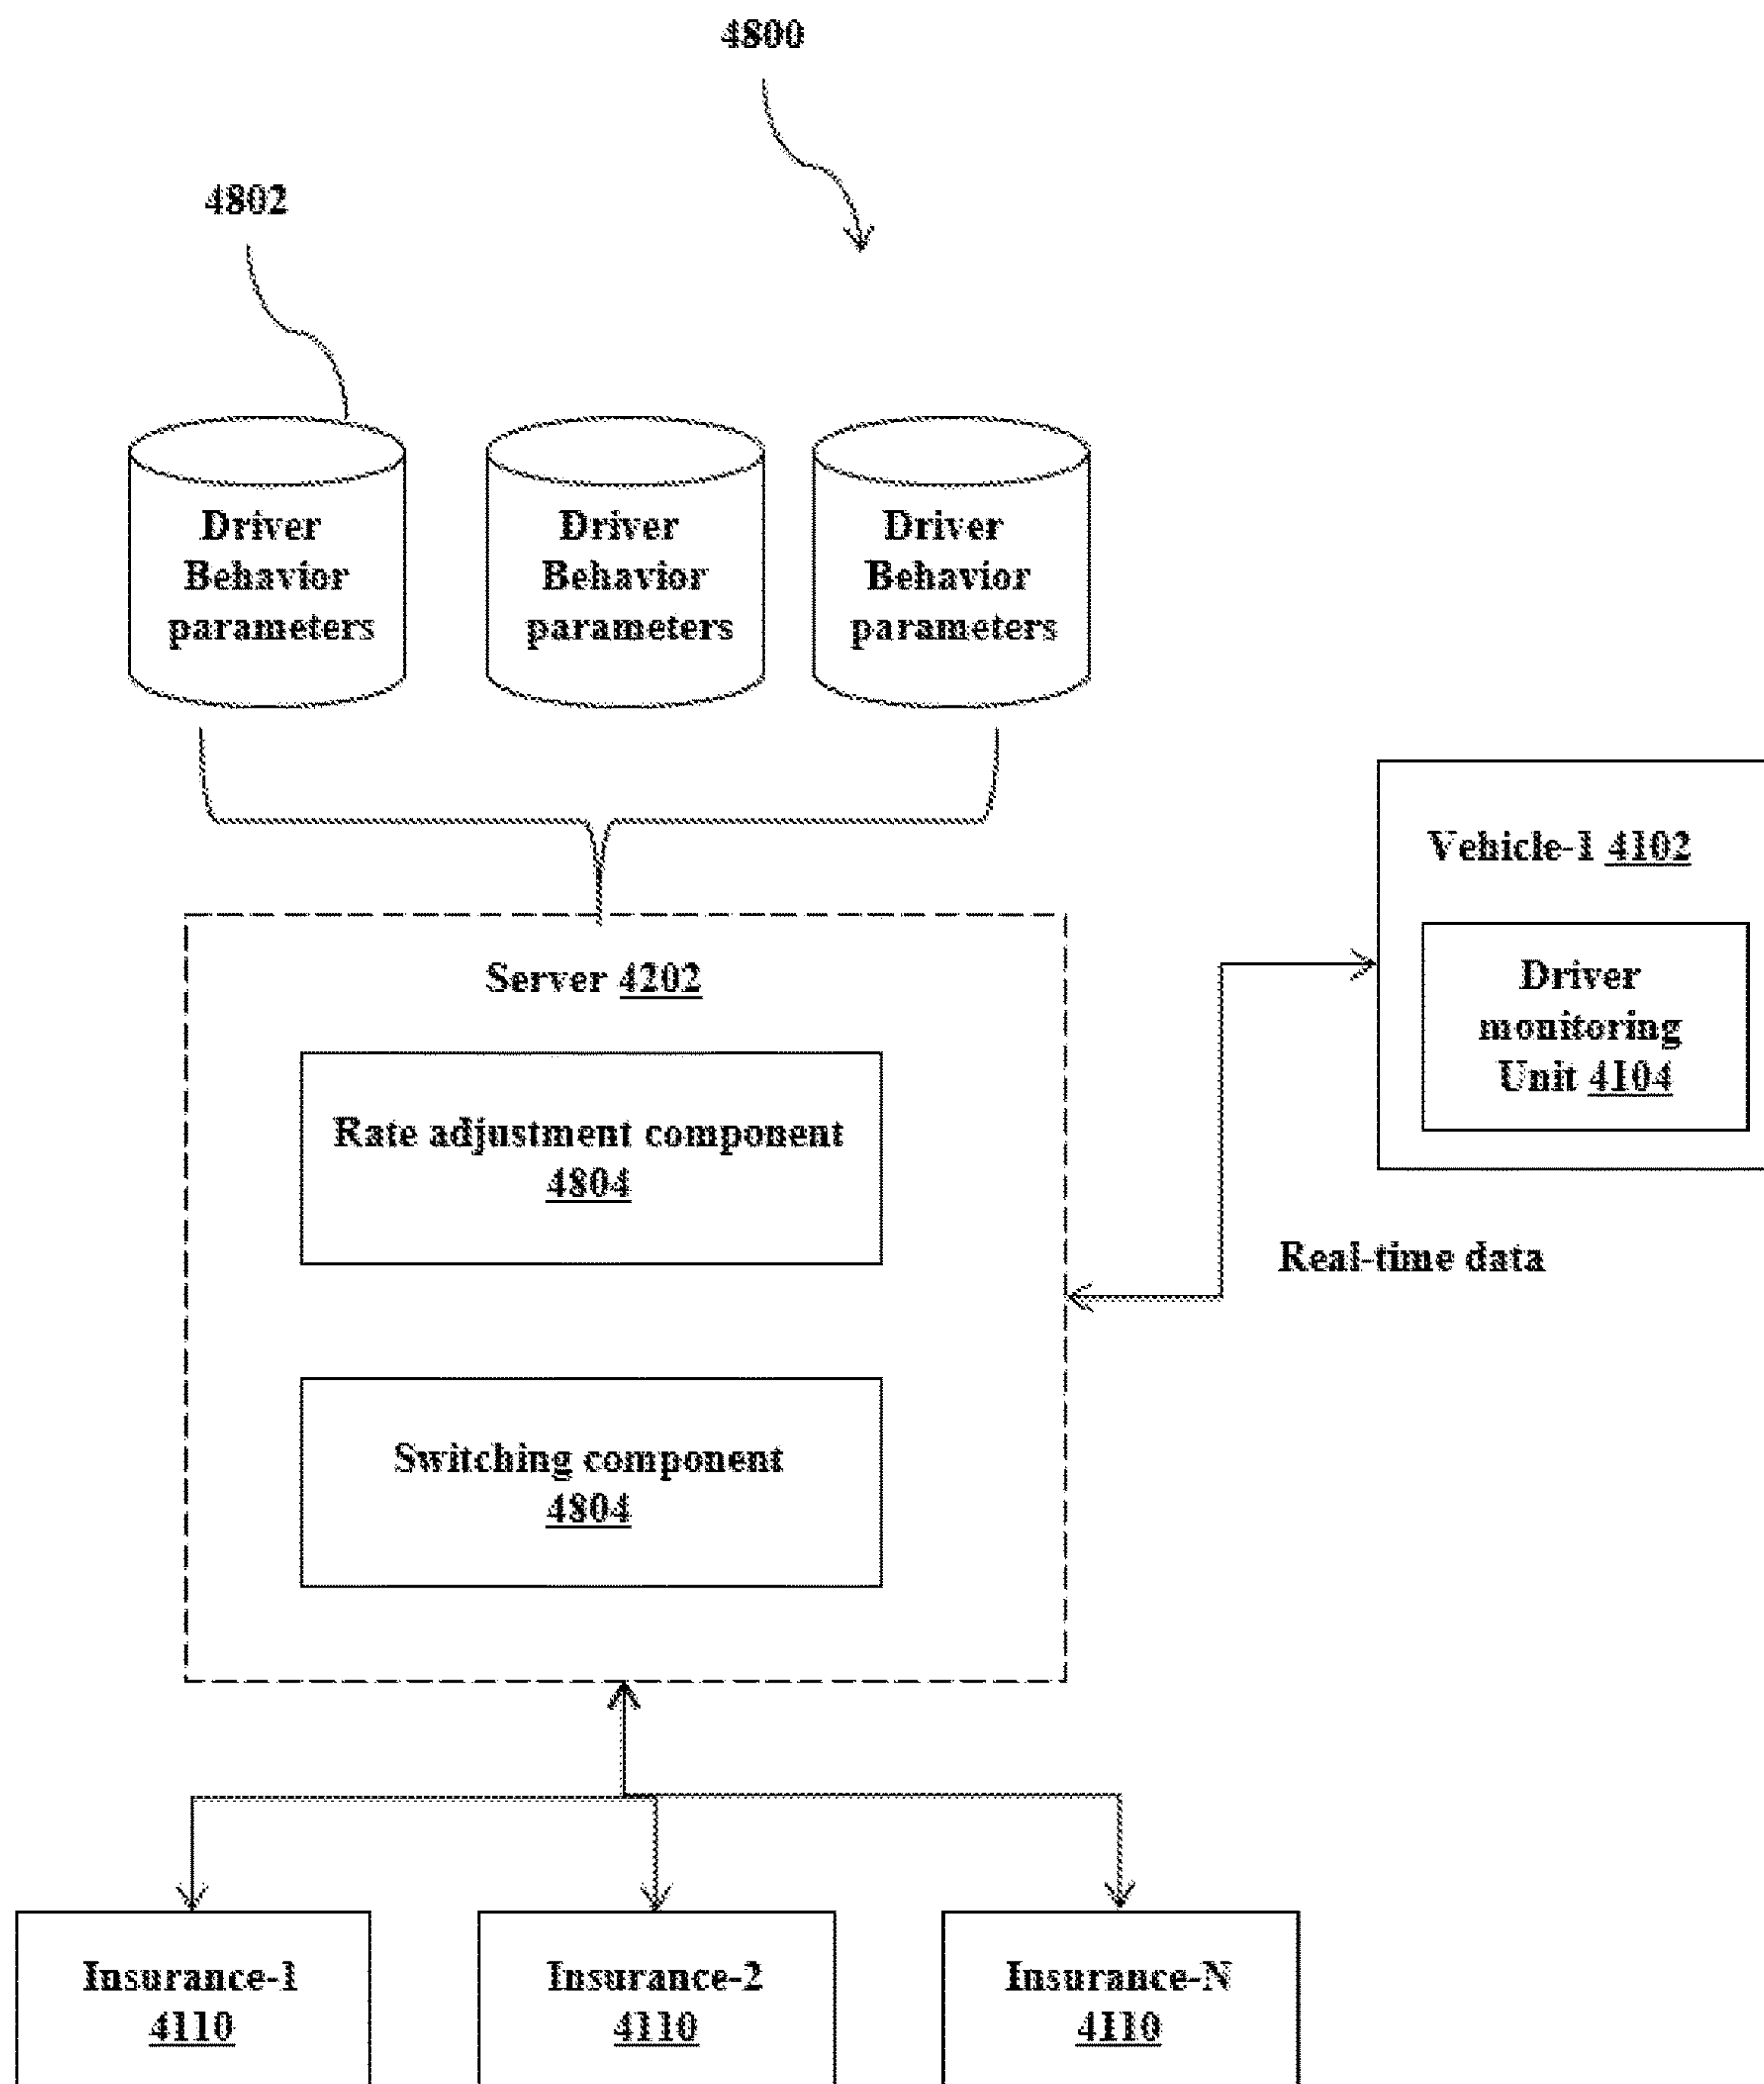 4800
4802
Driver
Behavior
parameters
Driver
Behavior
parameters
Driver
Behavior
parameters
Vehicle-1 4102
Driver
monitoring
Unit 4104
Server 4202
Rate adjustment component
4804
Real-time data
Switching component
4804
Insurance-1
4110
Insurance-2
4110
Insurance-N
4110